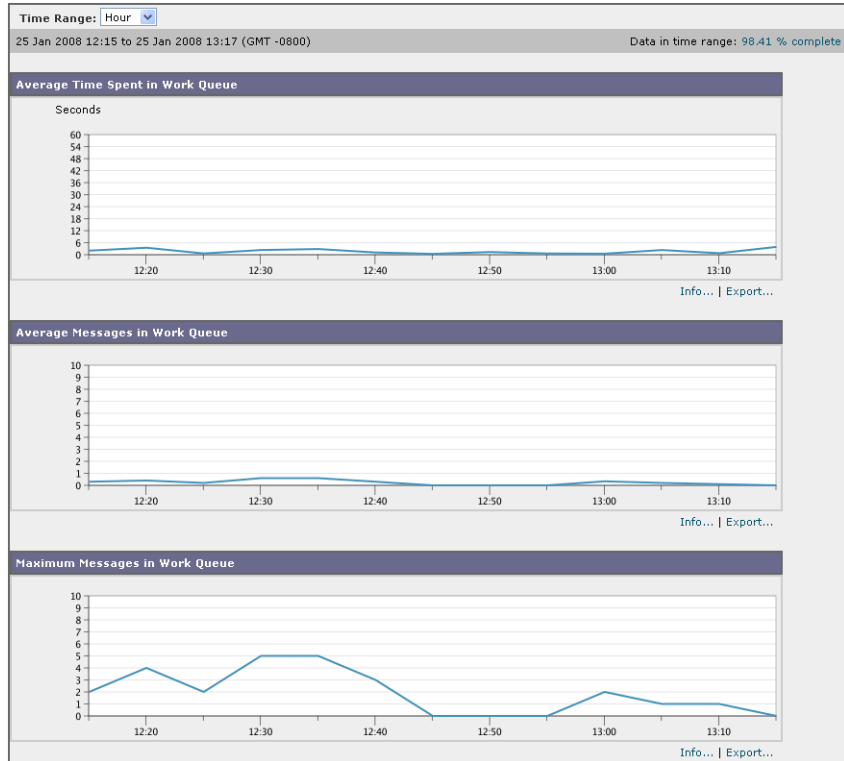 Time Range: Hour
25 Jan 2008 12:15 to 25 Jan 2008 13:17 (GMT -0800) Data in time range: 98.41 % complete
Average Time Spent in Work Queue
Seconds
60
54
48
42
36
30
24
18
12
6
0
12:20 12:30 12:40 12:50 13:00 13:10
Info... | Export...
Average Messages in Work Queue
10
9
8
7
6
5
4
3
2
1
0
12:20 12:30 12:40 12:50 13:00 13:10
Info... | Export...
Maximum Messages in Work Queue
10
9
8
7
6
5
4
3
2
1
0
12:20 12:30 12:40 12:50 13:00 13:10
Info... | Export...